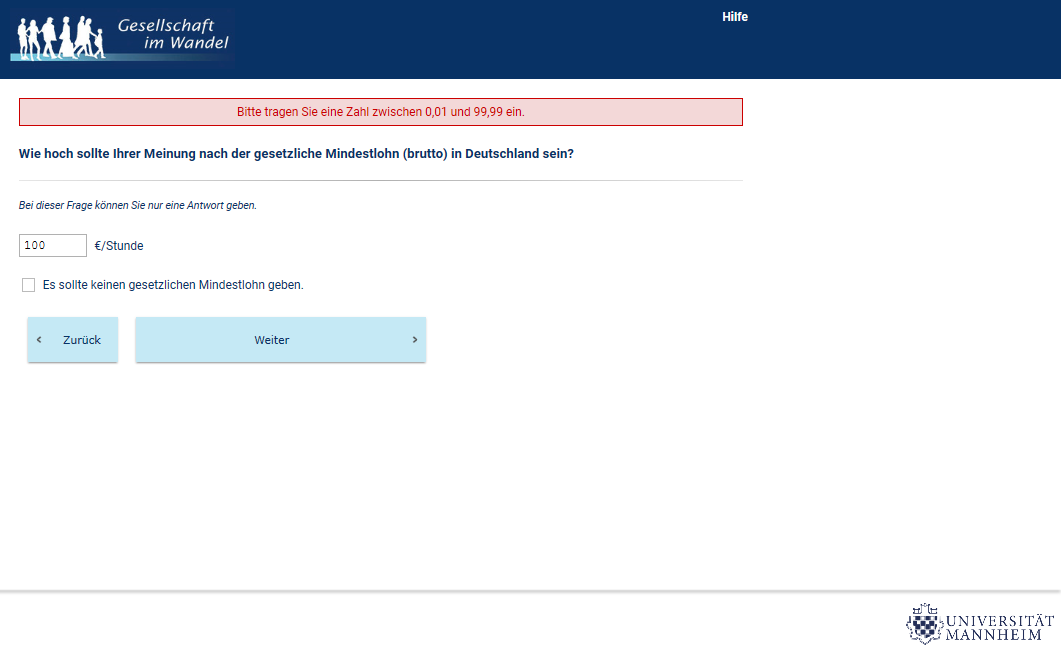 Gesellschaft
im Wandel
Hilfe
Bitte tragen Sie eine Zahl zwischen 0,01 und 99,99 ein.
Wie hoch sollte Ihrer Meinung nach der gesetzliche Mindestlohn (brutto) in Deutschland sein?
Bei dieser Frage können Sie nur eine Antwort geben.
100 €/Stunde
Es sollte keinen gesetzlichen Mindestlohn geben.
‹ Zurück
Weiter ›
UNIVERSITÄT
MANNHEIM